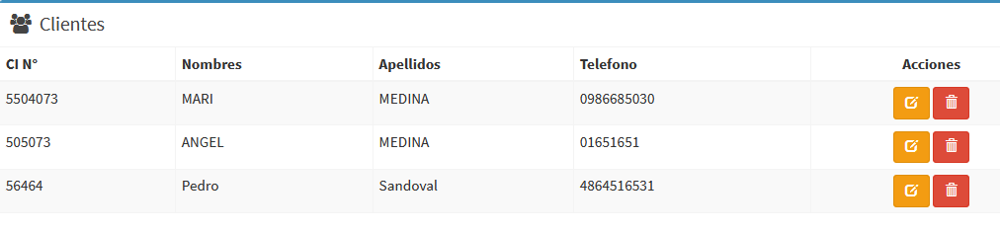 Clientes
CI N° Nombres Apellidos Telefono Acciones
5504073 MARI MEDINA 0986685030
505073 ANGEL MEDINA 01651651
56464 Pedro Sandoval 4864516531